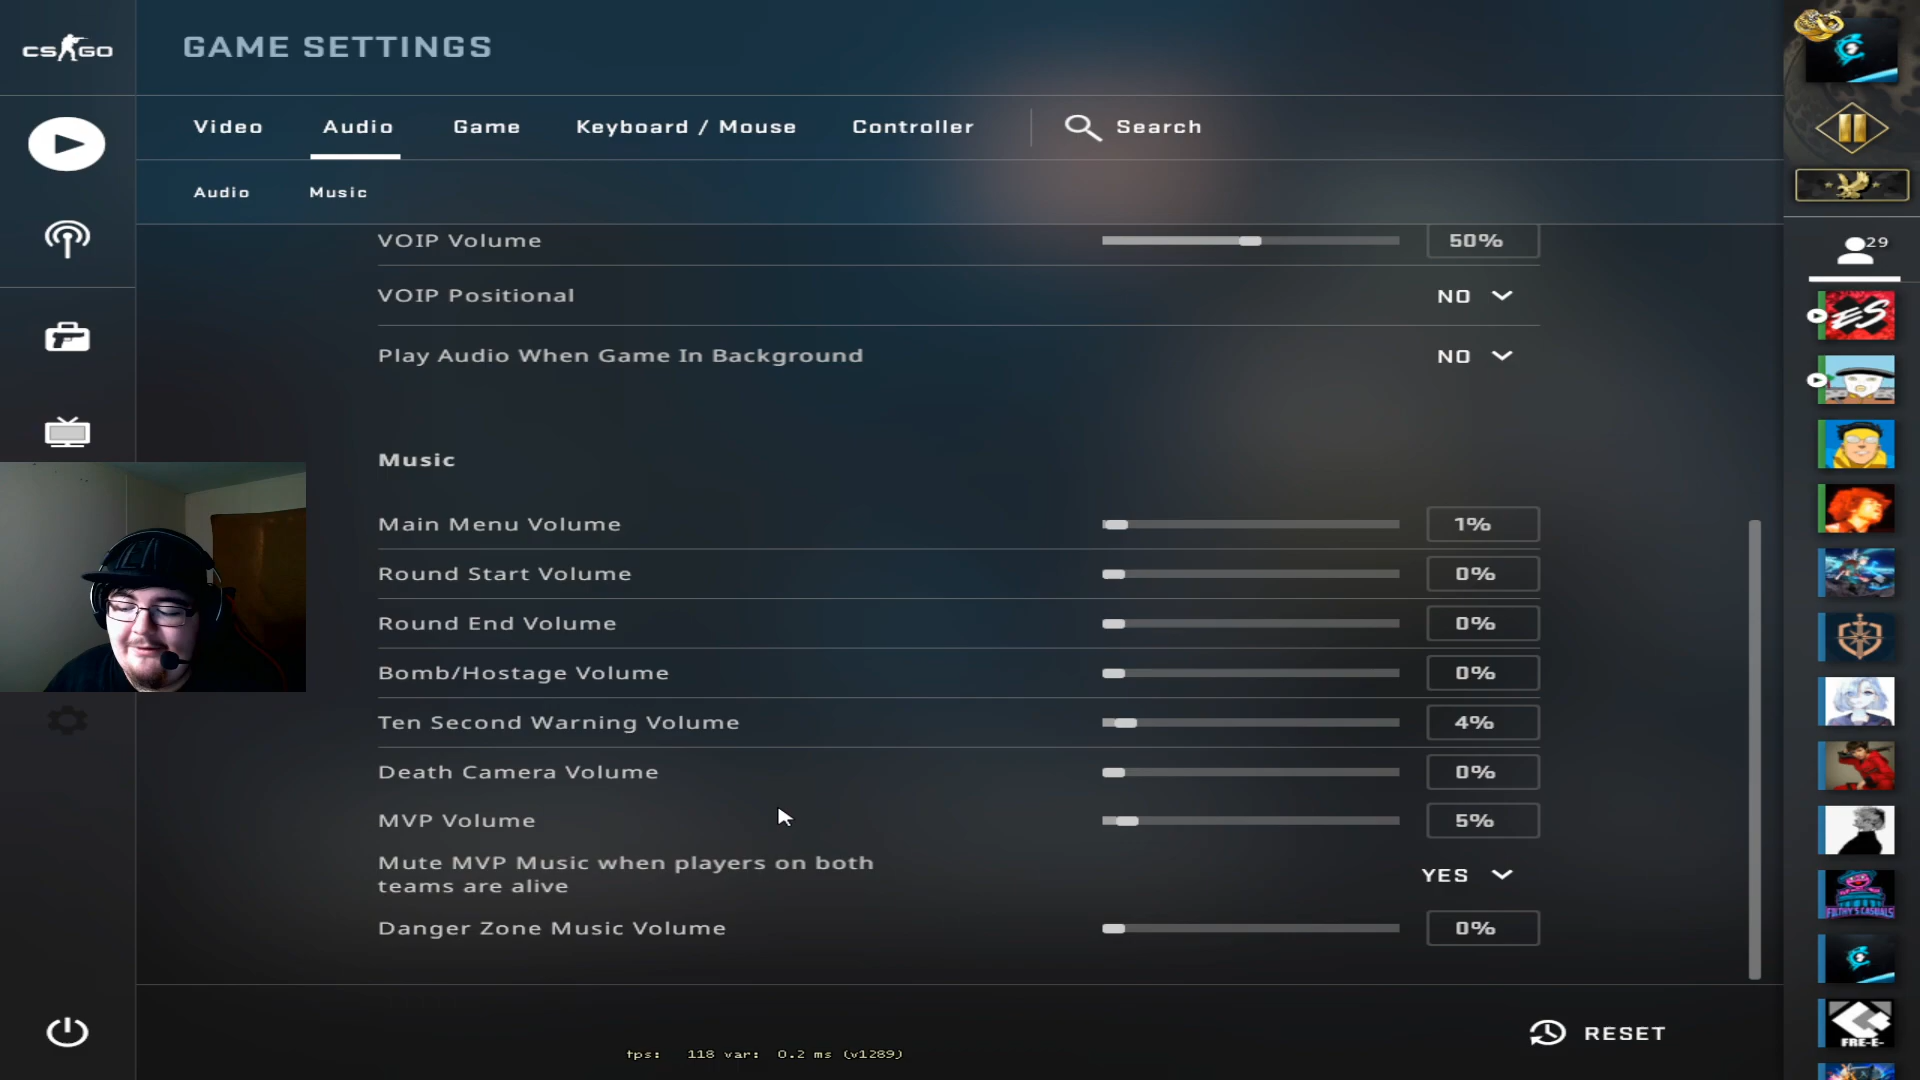 CS GO
GAME SETTINGS
Video Audio Game Keyboard / Mouse Controller Search
Audio Music
VOIP Volume 50%
VOIP Positional NO
Play Audio When Game In Background NO
Music
Main Menu Volume 1%
Round Start Volume 0%
Round End Volume 0%
Bomb/Hostage Volume 0%
Ten Second Warning Volume 4%
Death Camera Volume 0%
MVP Volume 5%
Mute MVP Music when players on both
teams are alive YES
Danger Zone Music Volume 0%
RESET
fps: 118 var: 0.2 ms (v1289)
29
ES
FILTHY'S CASUALS
FRE-E-